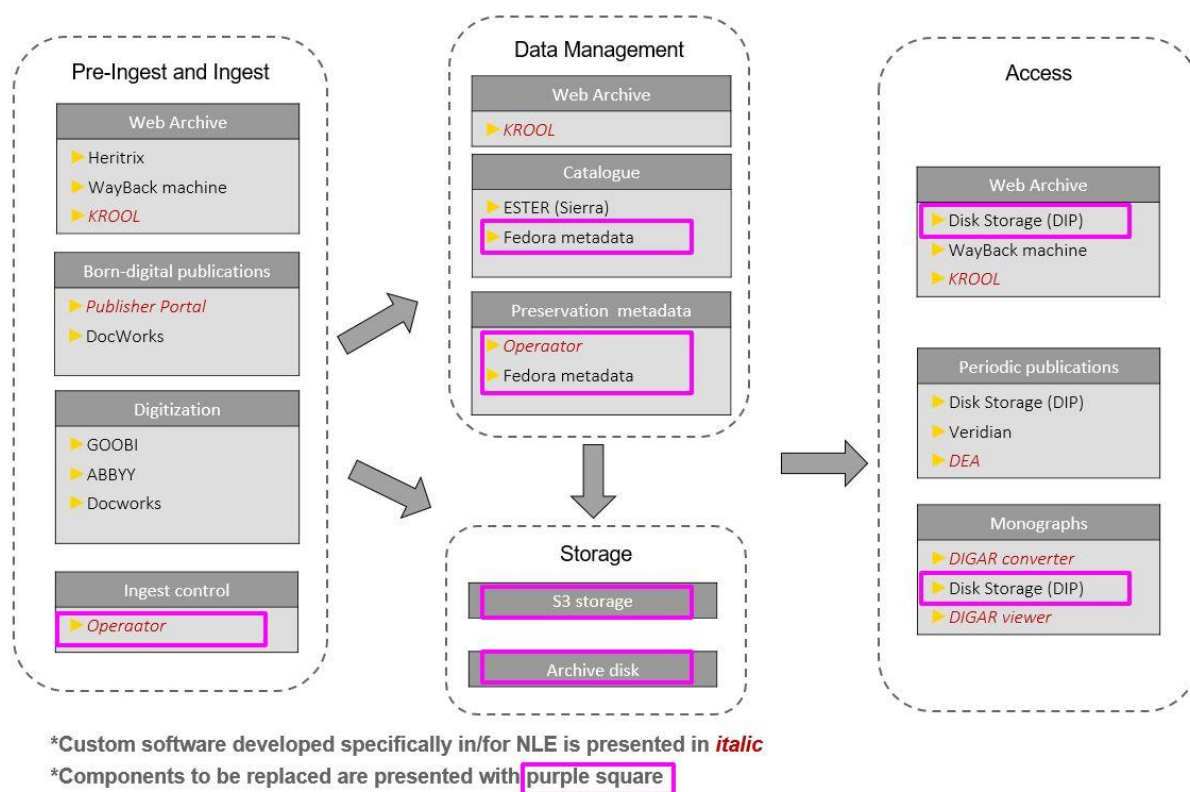 Pre-Ingest and Ingest
Web Archive
Heritrix
WayBack machine
KROOL
Born-digital publications
Publisher Portal
DocWorks
Digitization
GOOBI
ABBYY
Docworks
Ingest control
Operaator
Data Management
Web Archive
KROOL
Catalogue
ESTER (Sierra)
Fedora metadata
Preservation metadata
Operaator
Fedora metadata
Storage
S3 storage
Archive disk
Access
Web Archive
Disk Storage (DIP)
WayBack machine
KROOL
Periodic publications
Disk Storage (DIP)
Veridian
DEA
Monographs
DIGAR converter
Disk Storage (DIP)
DIGAR viewer
*Custom software developed specifically in/for NLE is presented in italic
*Components to be replaced are presented with purple square